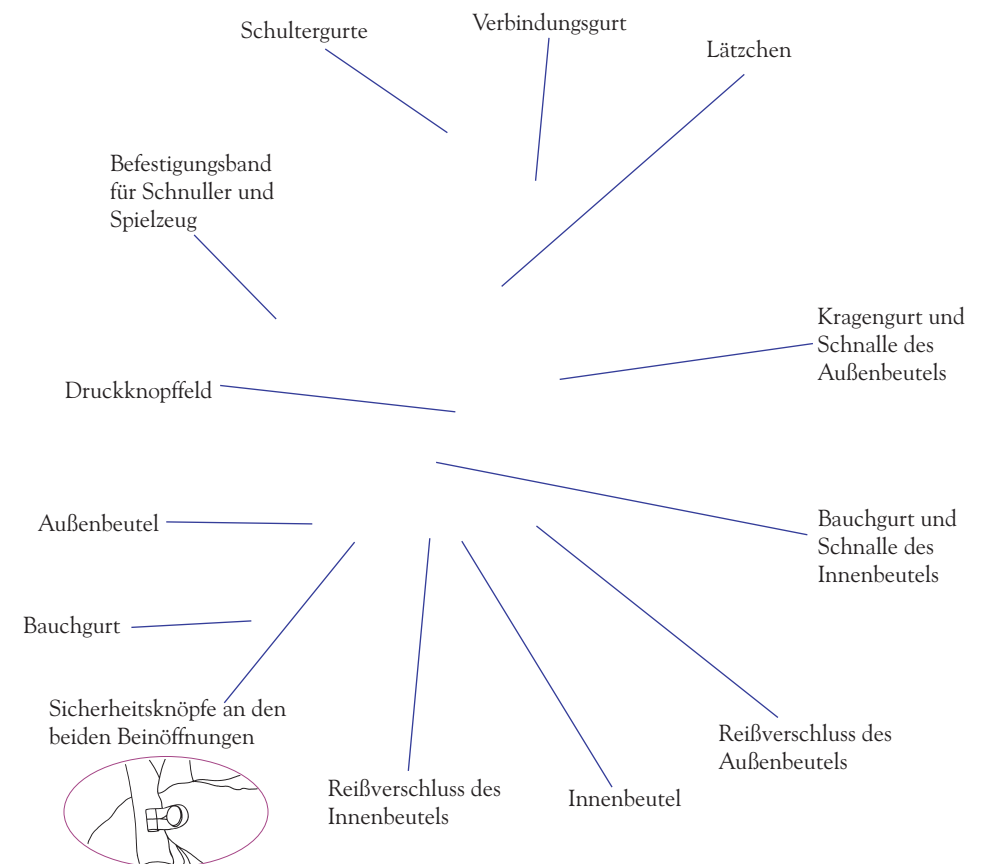 Schultergurte
Verbindungsgurt
Lätzchen
Befestigungsband
für Schnuller und
Spielzeug
Kragengurt und
Schnalle des
Außenbeutels
Druckknopffeld
Außenbeutel
Bauchgurt und
Schnalle des
Innenbeutels
Bauchgurt
Sicherheitsknöpfe an den
beiden Beinöffnungen
Reißverschluss des
Außenbeutels
Reißverschluss des
Innenbeutels
Innenbeutel